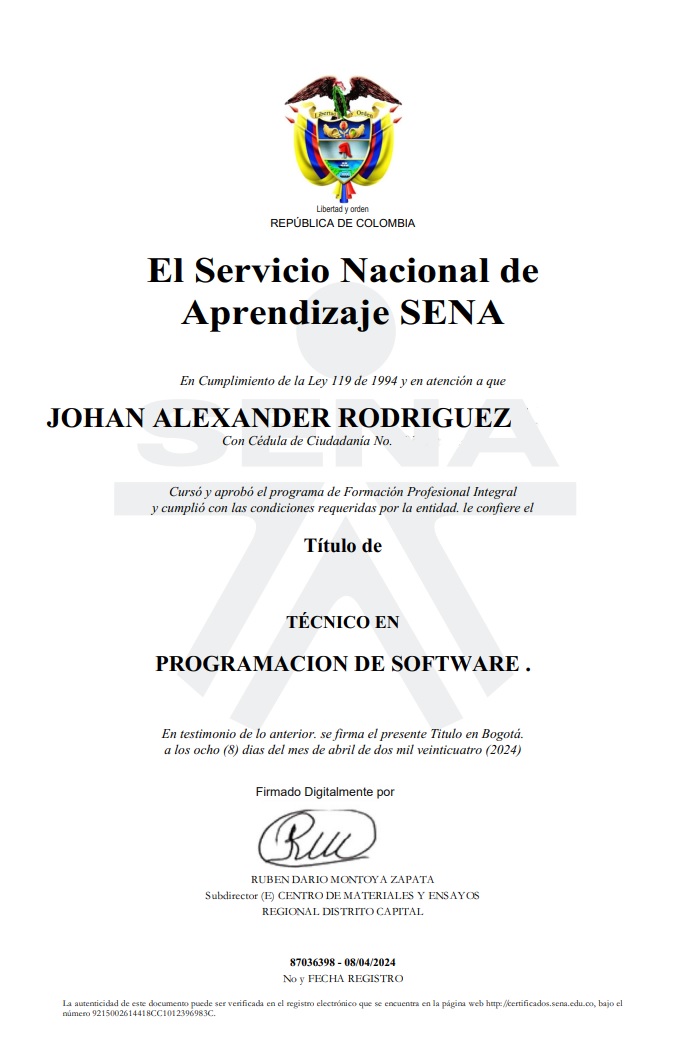 Libertad y Orden
Libertad y orden
REPÚBLICA DE COLOMBIA
El Servicio Nacional de
Aprendizaje SENA
En Cumplimiento de la Ley 119 de 1994 y en atención a que
JOHAN ALEXANDER RODRIGUEZ
Con Cédula de Ciudadanía No.
SENA
Cursó y aprobó el programa de Formación Profesional Integral
y cumplió con las condiciones requeridas por la entidad. le confiere el
Título de
TÉCNICO EN
PROGRAMACION DE SOFTWARE .
En testimonio de lo anterior. se firma el presente Titulo en Bogotá.
a los ocho (8) dias del mes de abril de dos mil veinticuatro (2024)
Firmado Digitalmente por
RUBEN DARIO MONTOYA ZAPATA
Subdirector (E) CENTRO DE MATERIALES Y ENSAYOS
REGIONAL DISTRITO CAPITAL
87036398 - 08/04/2024
No y FECHA REGISTRO
La autenticidad de este documento puede ser verificada en el registro electrónico que se encuentra en la página web http://certificados.sena.edu.co, bajo el
número 9215002614418CC1012396983C.